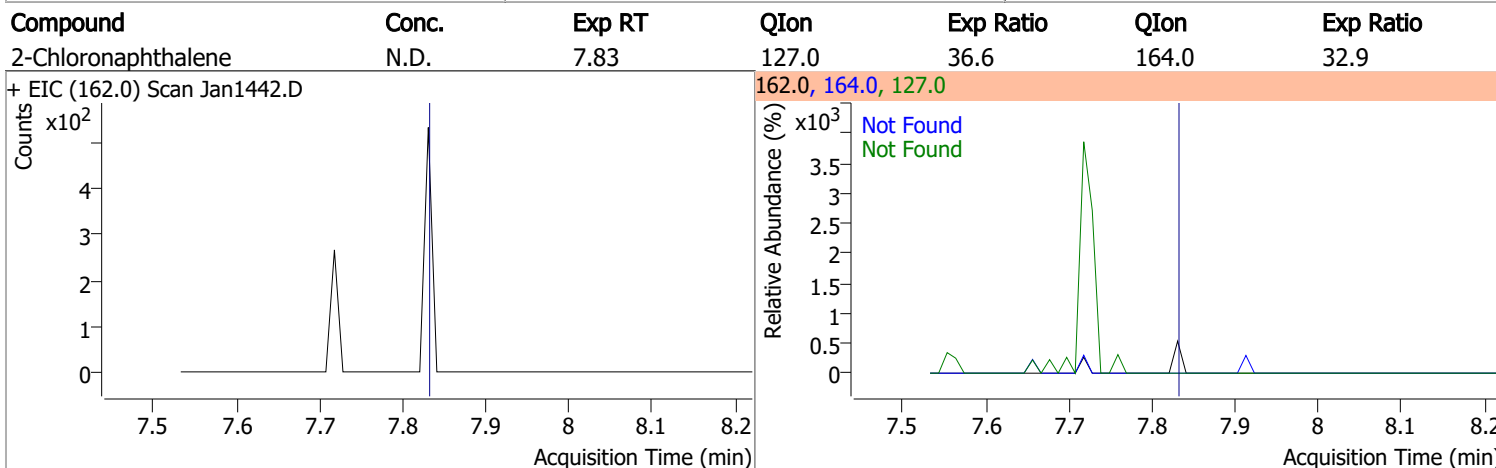 Compound Conc. Exp RT QIon Exp Ratio QIon Exp Ratio
2-Chloronaphthalene N.D. 7.83 127.0 36.6 164.0 32.9
+ EIC (162.0) Scan Jan1442.D
Counts
x10²
4
3
2
1
0
7.5 7.6 7.7 7.8 7.9 8 8.1 8.2
Acquisition Time (min)
162.0, 164.0, 127.0
Relative Abundance (%)
x10³
Not Found
Not Found
3.5
3
2.5
2
1.5
1
0.5
0
7.5 7.6 7.7 7.8 7.9 8 8.1 8.2
Acquisition Time (min)